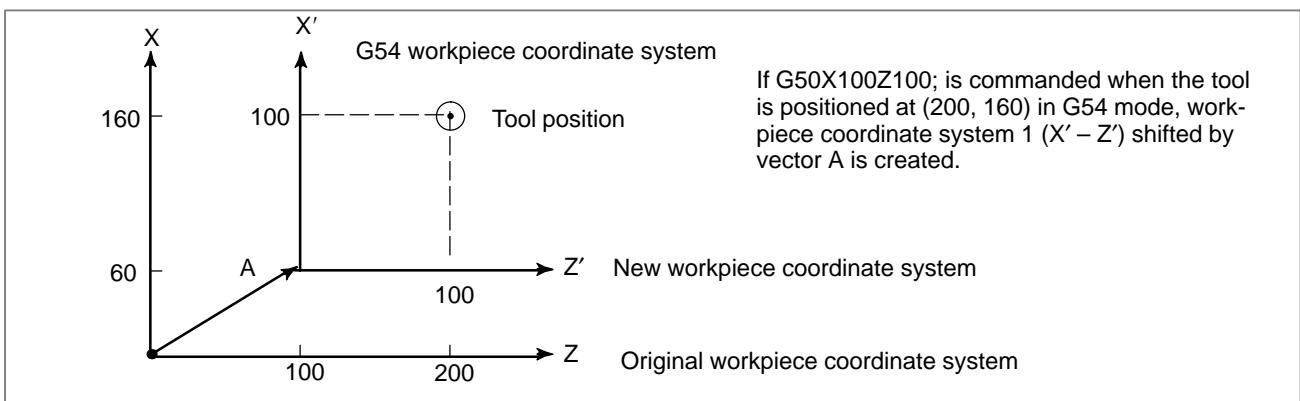 X
X′
G54 workpiece coordinate system
If G50X100Z100; is commanded when the tool
is positioned at (200, 160) in G54 mode, work-
piece coordinate system 1 (X′ – Z′) shifted by
vector A is created.
160
100
Tool position
60
A
Z′
New workpiece coordinate system
100
Z
Original workpiece coordinate system
100
200